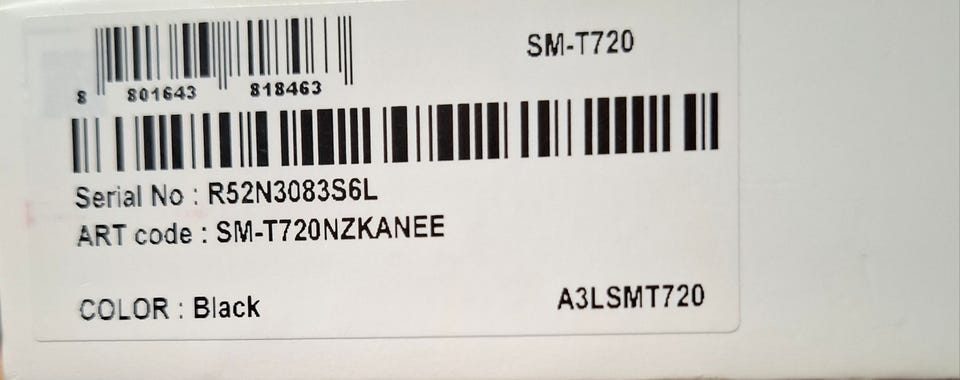 SM-T720
8 801643 818463
Serial No : R52N3083S6L
ART code : SM-T720NZKANEE
COLOR : Black
A3LSMT720